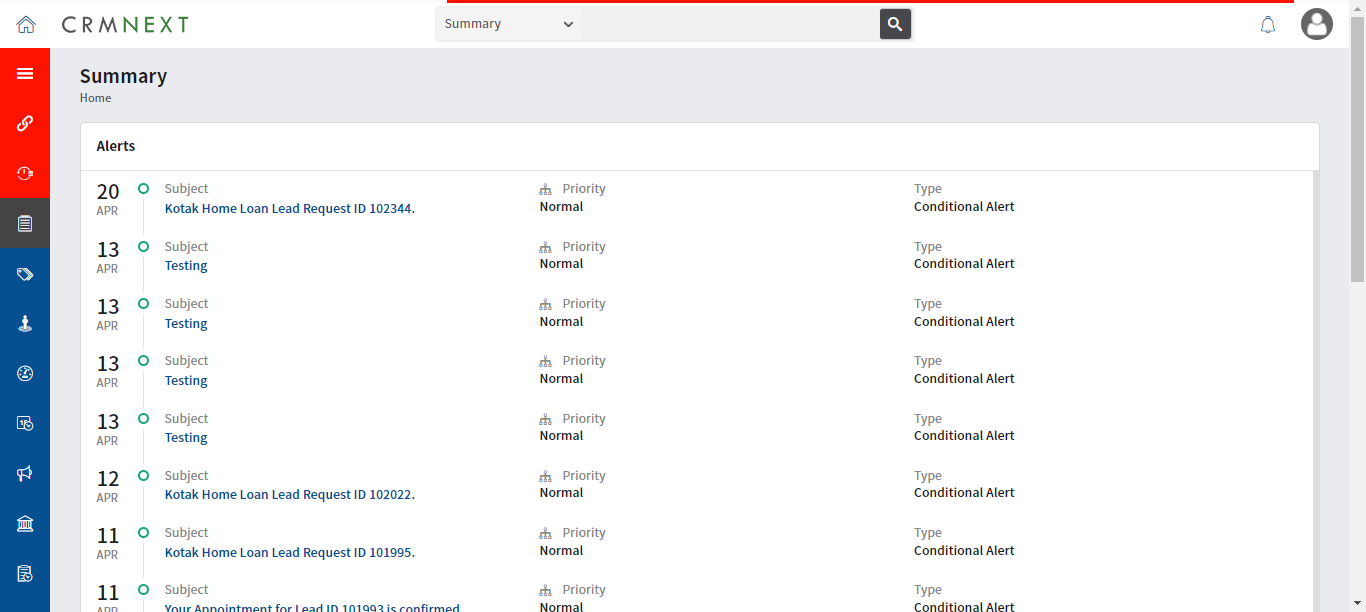 CRMNEXT
Summary
Summary
Home
Alerts
20 Subject Priority Type
APR Kotak Home Loan Lead Request ID 102344. Normal Conditional Alert
13 Subject Priority Type
APR Testing Normal Conditional Alert
13 Subject Priority Type
APR Testing Normal Conditional Alert
13 Subject Priority Type
APR Testing Normal Conditional Alert
13 Subject Priority Type
APR Testing Normal Conditional Alert
12 Subject Priority Type
APR Kotak Home Loan Lead Request ID 102022. Normal Conditional Alert
11 Subject Priority Type
APR Kotak Home Loan Lead Request ID 101995. Normal Conditional Alert
11 Subject Priority Type
APR Your Appointment for Lead ID 101993 is confirmed Normal Conditional Alert